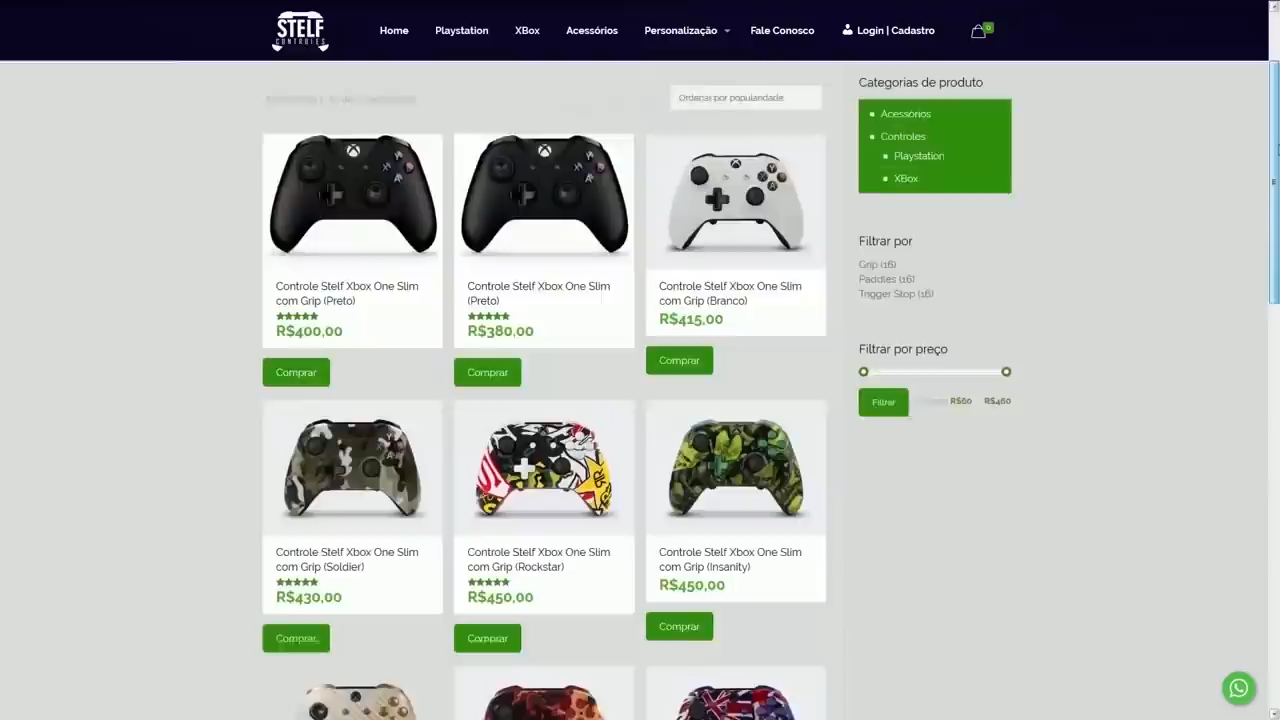 STELF
CONTROLES
Home
Playstation
XBox
Acessórios
Personalização
Fale Conosco
Login | Cadastro
0
Ordenar por popularidade
Controle Stelf Xbox One Slim
com Grip (Preto)
R$400,00
Comprar
Controle Stelf Xbox One Slim
(Preto)
R$380,00
Comprar
Controle Stelf Xbox One Slim
com Grip (Branco)
R$415,00
Comprar
Controle Stelf Xbox One Slim
com Grip (Soldier)
R$430,00
Comprar
Controle Stelf Xbox One Slim
com Grip (Rockstar)
R$450,00
Comprar
Controle Stelf Xbox One Slim
com Grip (Insanity)
R$450,00
Comprar
Categorias de produto
Acessórios
Controles
Playstation
XBox
Filtrar por
Grip (16)
Paddles (16)
Trigger Stop (16)
Filtrar por preço
Filtrar
R$60
R$460